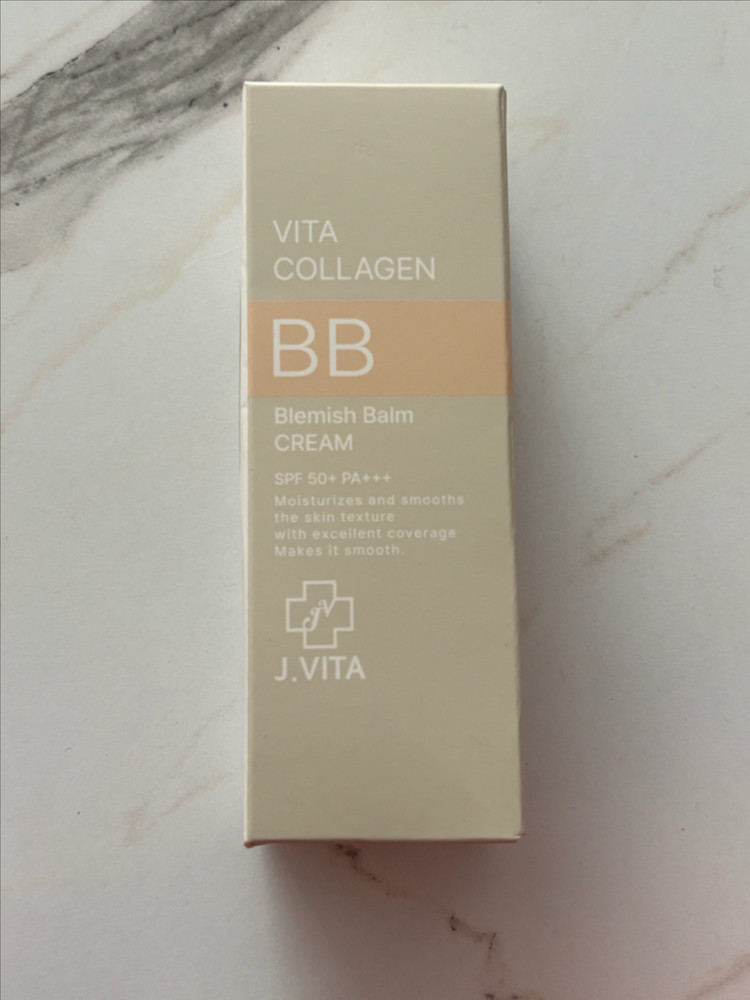 VITA
COLLAGEN
BB
Blemish Balm
CREAM
SPF 50+ PA+++
Moisturizes and smooths
the skin texture
with excellent coverage
Makes it smooth.
JV
J.VITA